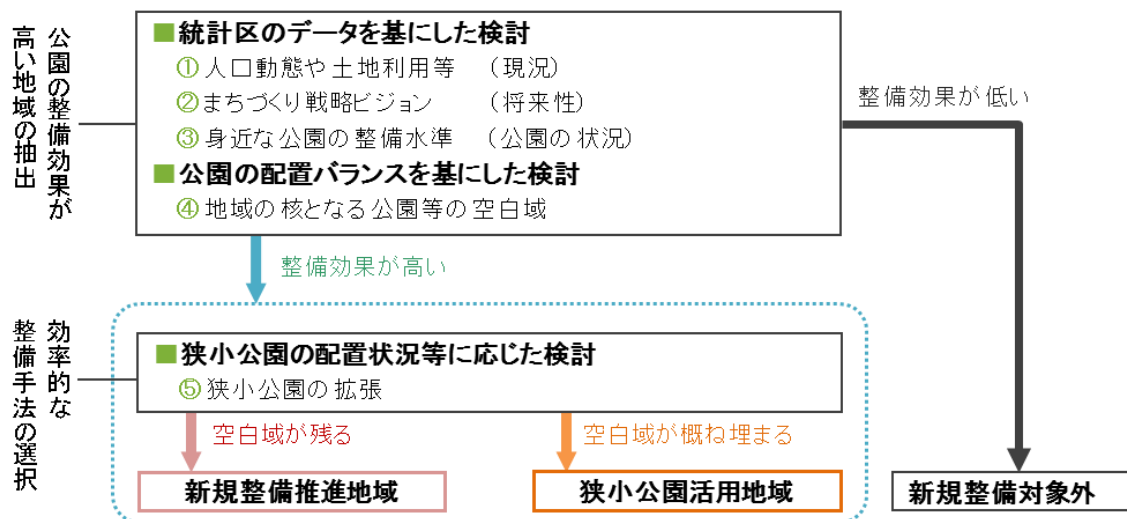 公園の整備効果が
高い地域の抽出
■統計区のデータを基にした検討
①人口動態や土地利用等 （現況）
②まちづくり戦略ビジョン （将来性）
③身近な公園の整備水準 （公園の状況）
■公園の配置バランスを基にした検討
④地域の核となる公園等の空白域
整備効果が低い
整備効果が高い
効率的な
整備手法の選択
■狭小公園の配置状況等に応じた検討
⑤狭小公園の拡張
空白域が残る
空白域が概ね埋まる
新規整備推進地域
狭小公園活用地域
新規整備対象外